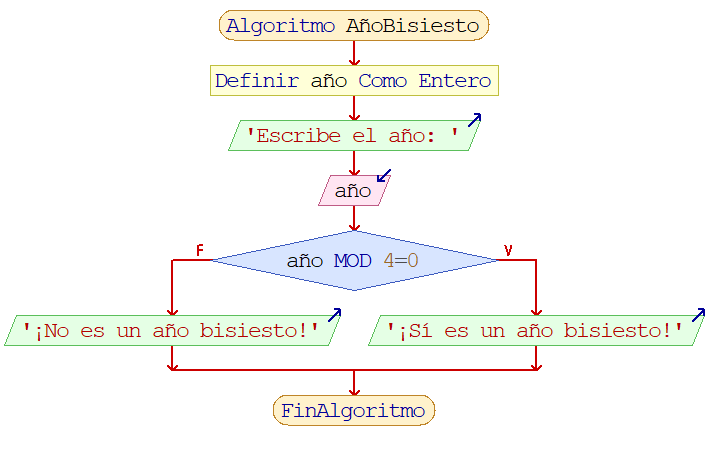 Algoritmo AñoBisiesto
Definir año Como Entero
'Escribe el año: '
año
F
V
año MOD 4=0
'¡No es un año bisiesto!'
'¡Sí es un año bisiesto!'
FinAlgoritmo